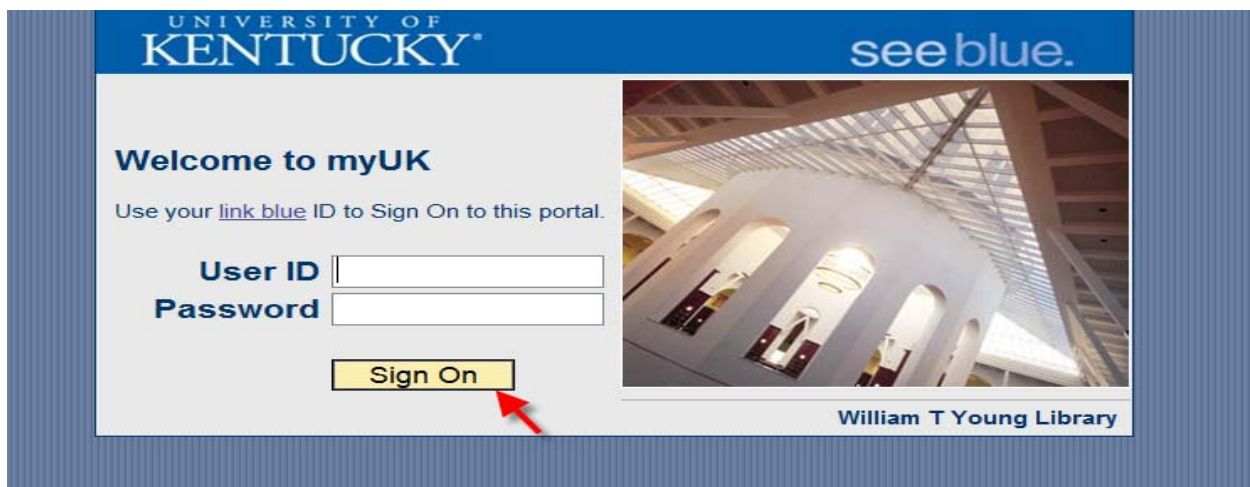 UNIVERSITY OF
KENTUCKY®
see blue.
Welcome to myUK
Use your link blue ID to Sign On to this portal.
User ID
Password
Sign On
William T Young Library